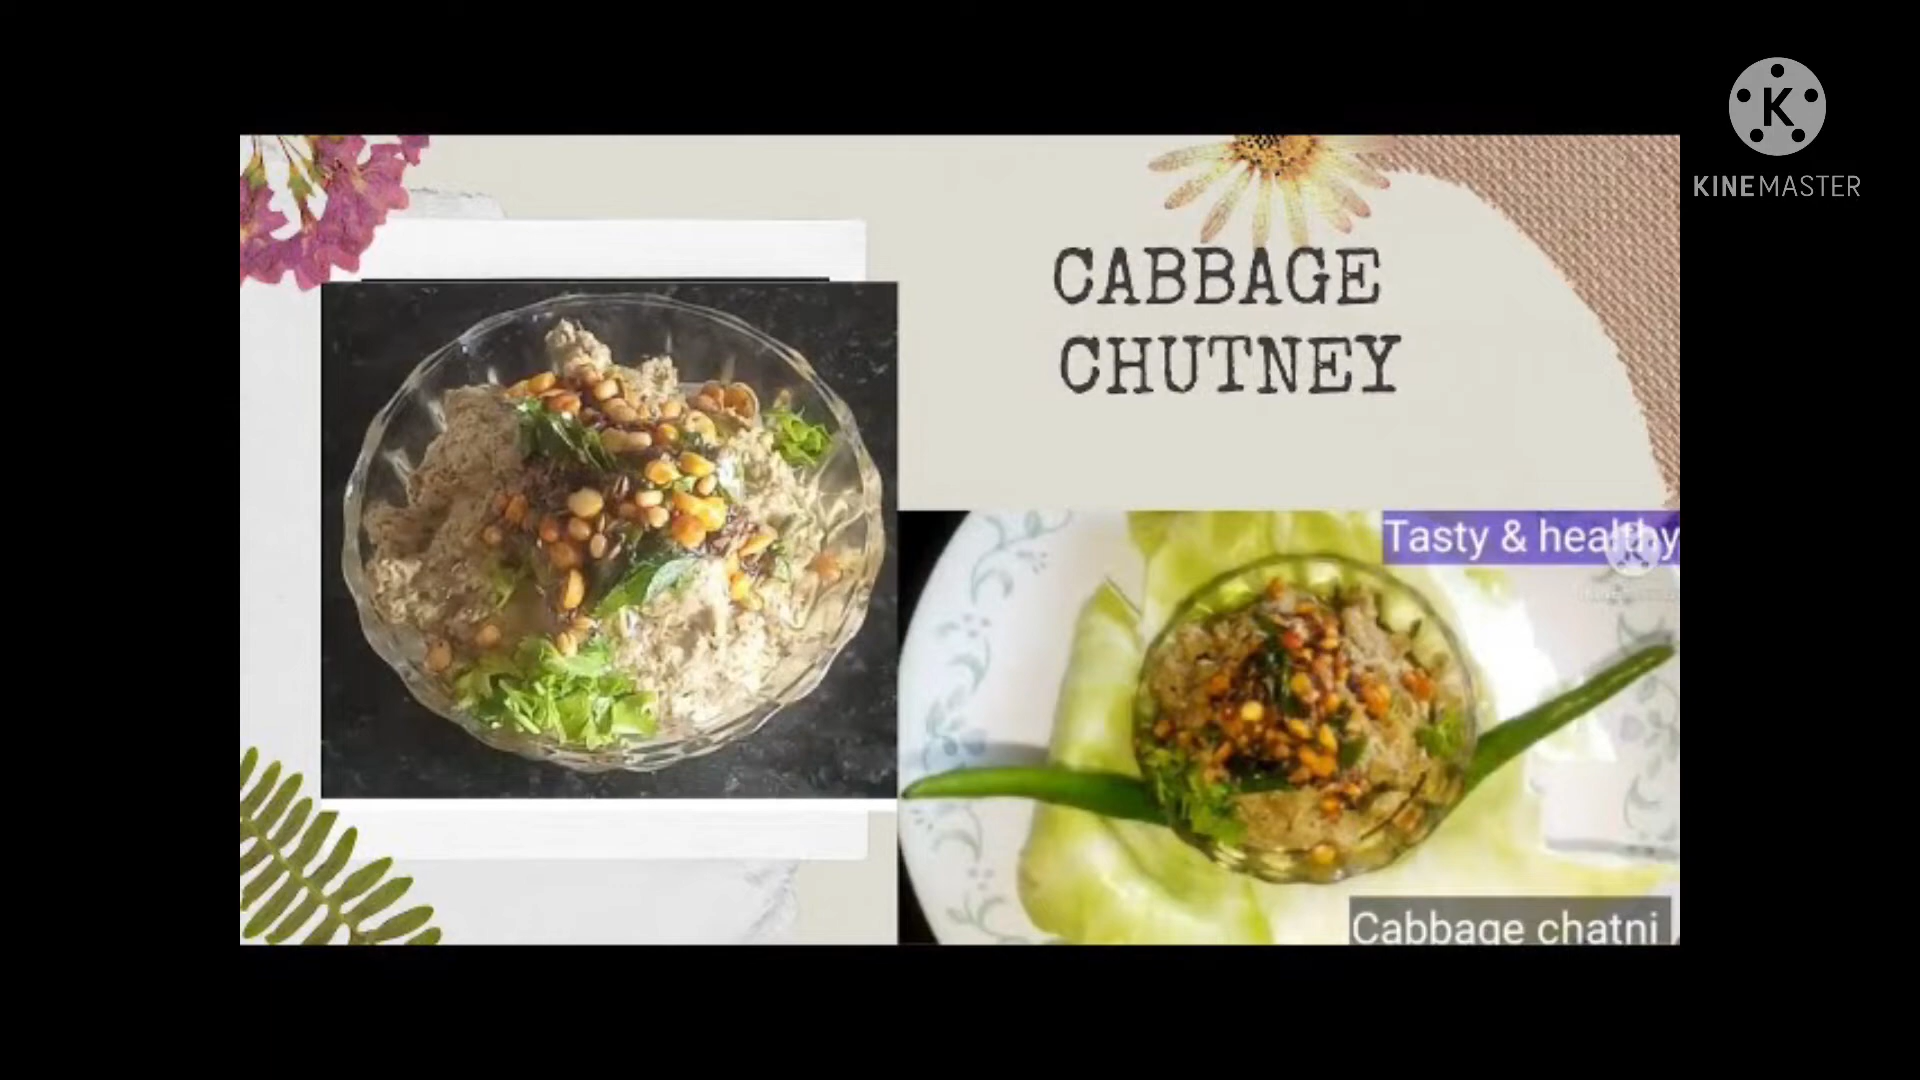 KINEMASTER
CABBAGE
CHUTNEY
Tasty & healthy
Cabbage chatni